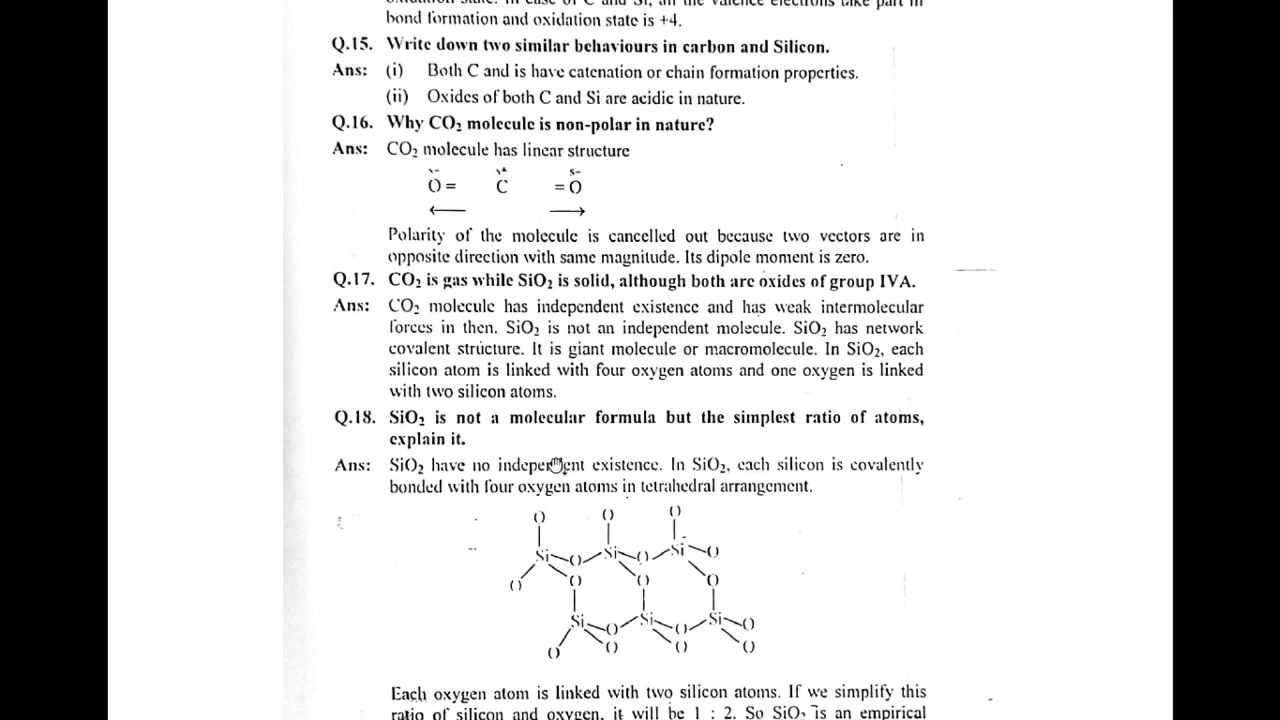 bond formation and oxidation state is +4.
Q.15. Write down two similar behaviours in carbon and Silicon.
Ans: (i) Both C and is have catenation or chain formation properties.
(ii) Oxides of both C and Si are acidic in nature.
Q.16. Why CO₂ molecule is non-polar in nature?
Ans: CO₂ molecule has linear structure
O = C = O
Polarity of the molecule is cancelled out because two vectors are in
opposite direction with same magnitude. Its dipole moment is zero.
Q.17. CO₂ is gas while SiO₂ is solid, although both are oxides of group IVA.
Ans: CO₂ molecule has independent existence and has weak intermolecular
forces in then. SiO₂ is not an independent molecule. SiO₂ has network
covalent structure. It is giant molecule or macromolecule. In SiO₂, each
silicon atom is linked with four oxygen atoms and one oxygen is linked
with two silicon atoms.
Q.18. SiO₂ is not a molecular formula but the simplest ratio of atoms,
explain it.
Ans: SiO₂ have no independent existence. In SiO₂, each silicon is covalently
bonded with four oxygen atoms in tetrahedral arrangement.
O O O
Si O Si O Si O
O O O O
Si O Si O Si O
O O O O
Each oxygen atom is linked with two silicon atoms. If we simplify this
ratio of silicon and oxygen, it will be 1 : 2. So SiO₂ is an empirical